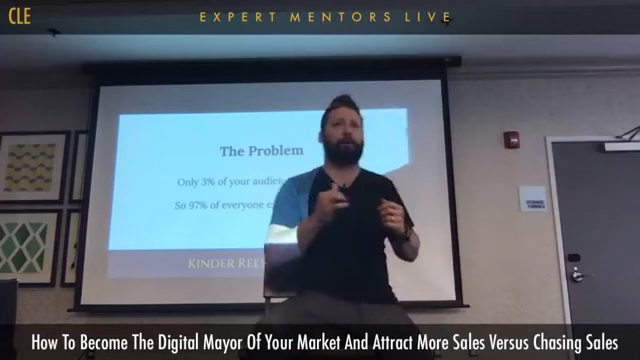 CLE
EXPERT MENTORS LIVE
The Problem
Only 3% of your
So 97% of everyone
KINDER
How To Become The Digital Mayor Of Your Market And Attract More Sales Versus Chasing Sales